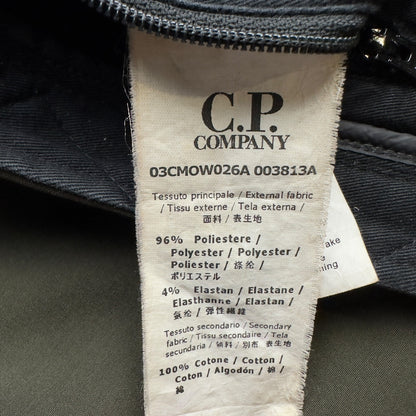 C.P.
COMPANY
03CMOW026A 003813A
Tessuto principale / External fabric
/ Tissu externe / Tela externa /
面料 / 表生地
96% Poliestere /
Polyester / Polyester /
Poliester / 涤纶 /
ポリエステル
4% Elastan / Elastane /
Elasthanne / Elastan /
氨纶 / 弾性繊維
Tessuto secondario / Secondary
fabric / Tissu secondaire / Tela
secundaria / 辅料 / 別布生地
100% Cotone / Cotton /
Coton / Algodón / 棉 /
綿